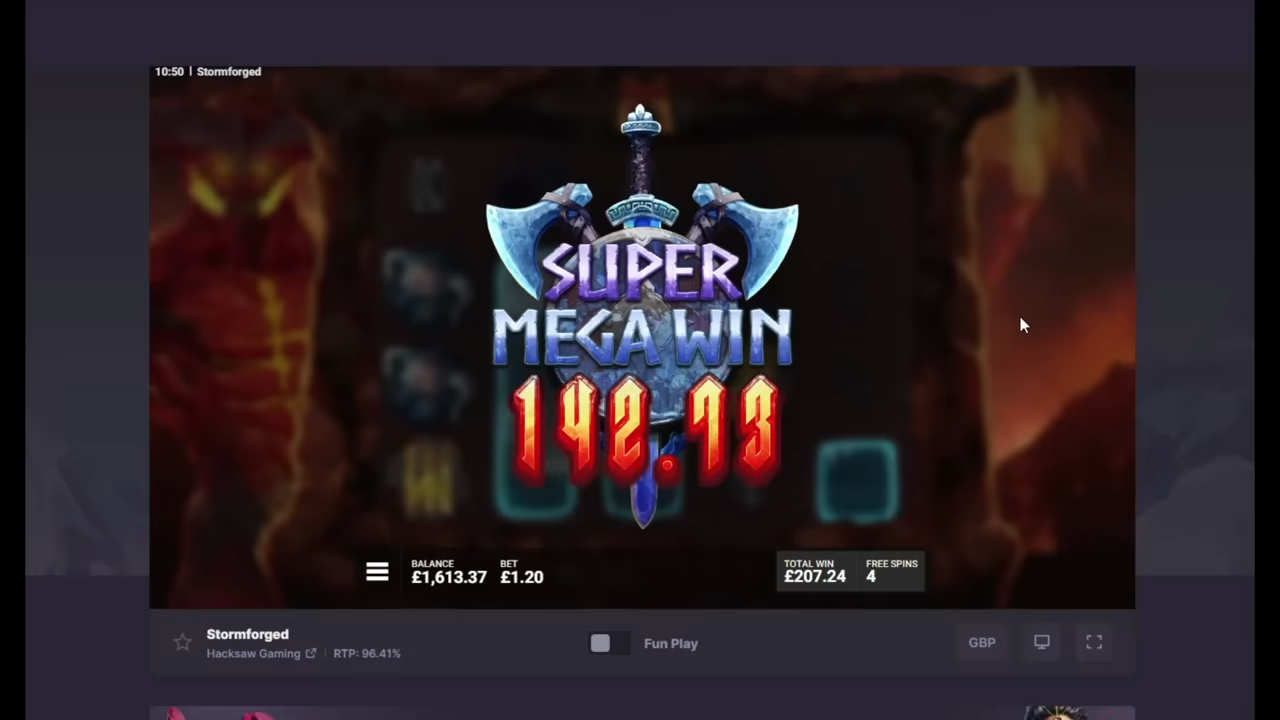 10:50 | Stormforged
SUPER
MEGA WIN
142.73
BALANCE
£1,613.37
BET
£1.20
TOTAL WIN
£207.24
FREE SPINS
4
Stormforged
Hacksaw Gaming | RTP: 96.41%
Fun Play
GBP